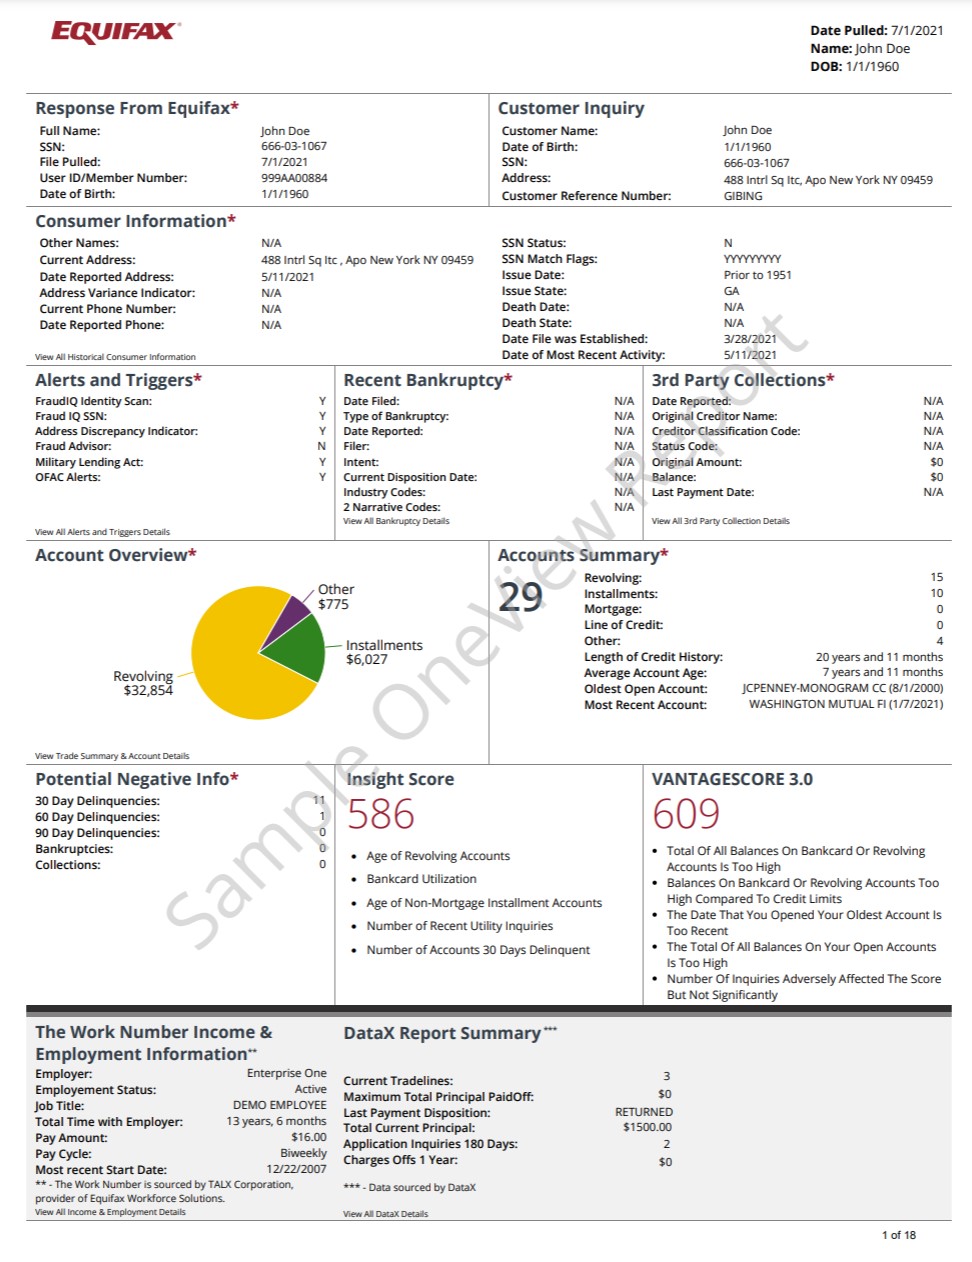 EQUIFAX
Date Pulled: 7/1/2021
Name: John Doe
DOB: 1/1/1960
Response From Equifax*
Full Name: John Doe
SSN: 666-03-1067
File Pulled: 7/1/2021
User ID/Member Number: 999AA00884
Date of Birth: 1/1/1960
Customer Inquiry
Customer Name: John Doe
Date of Birth: 1/1/1960
SSN: 666-03-1067
Address: 488 Intrl Sq Itc, Apo New York NY 09459
Customer Reference Number: GIBING
Consumer Information*
Other Names: N/A
Current Address: 488 Intrl Sq Itc , Apo New York NY 09459
Date Reported Address: 5/11/2021
Address Variance Indicator: N/A
Current Phone Number: N/A
Date Reported Phone: N/A
View All Historical Consumer Information
SSN Status: N
SSN Match Flags: YYYYYYYYY
Issue Date: Prior to 1951
Issue State: GA
Death Date: N/A
Death State: N/A
Date File was Established: 3/28/2021
Date of Most Recent Activity: 5/11/2021
Alerts and Triggers*
FraudIQ Identity Scan: Y
Fraud IQ SSN: Y
Address Discrepancy Indicator: Y
Fraud Advisor: N
Military Lending Act: Y
OFAC Alerts: Y
View All Alerts and Triggers Details
Recent Bankruptcy*
Date Filed: N/A
Type of Bankruptcy: N/A
Date Reported: N/A
Filer: N/A
Intent: N/A
Current Disposition Date: N/A
Industry Codes: N/A
2 Narrative Codes: N/A
View All Bankruptcy Details
3rd Party Collections*
Date Reported: N/A
Original Creditor Name: N/A
Creditor Classification Code: N/A
Status Code: N/A
Original Amount: $0
Balance: $0
Last Payment Date: N/A
View All 3rd Party Collection Details
Account Overview*
Other
$775
Installments
$6,027
Revolving
$32,854
View Trade Summary & Account Details
Accounts Summary*
29
Revolving: 15
Installments: 10
Mortgage: 0
Line of Credit: 0
Other: 4
Length of Credit History: 20 years and 11 months
Average Account Age: 7 years and 11 months
Oldest Open Account: JCPENNEY-MONOGRAM CC (8/1/2000)
Most Recent Account: WASHINGTON MUTUAL FI (1/7/2021)
Potential Negative Info*
30 Day Delinquencies: 11
60 Day Delinquencies: 1
90 Day Delinquencies: 0
Bankruptcies: 0
Collections: 0
Insight Score
586
• Age of Revolving Accounts
• Bankcard Utilization
• Age of Non-Mortgage Installment Accounts
• Number of Recent Utility Inquiries
• Number of Accounts 30 Days Delinquent
VANTAGESCORE 3.0
609
• Total Of All Balances On Bankcard Or Revolving
Accounts Is Too High
• Balances On Bankcard Or Revolving Accounts Too
High Compared To Credit Limits
• The Date That You Opened Your Oldest Account Is
Too Recent
• The Total Of All Balances On Your Open Accounts
Is Too High
• Number Of Inquiries Adversely Affected The Score
But Not Significantly
Sample OneView Report
The Work Number Income &
Employment Information**
Employer: Enterprise One
Employement Status: Active
Job Title: DEMO EMPLOYEE
Total Time with Employer: 13 years, 6 months
Pay Amount: $16.00
Pay Cycle: Biweekly
Most recent Start Date: 12/22/2007
** - The Work Number is sourced by TALX Corporation,
provider of Equifax Workforce Solutions.
View All Income & Employment Details
DataX Report Summary***
Current Tradelines: 3
Maximum Total Principal PaidOff: $0
Last Payment Disposition: RETURNED
Total Current Principal: $1500.00
Application Inquiries 180 Days: 2
Charges Offs 1 Year: $0
*** - Data sourced by DataX
View All DataX Details
1 of 18